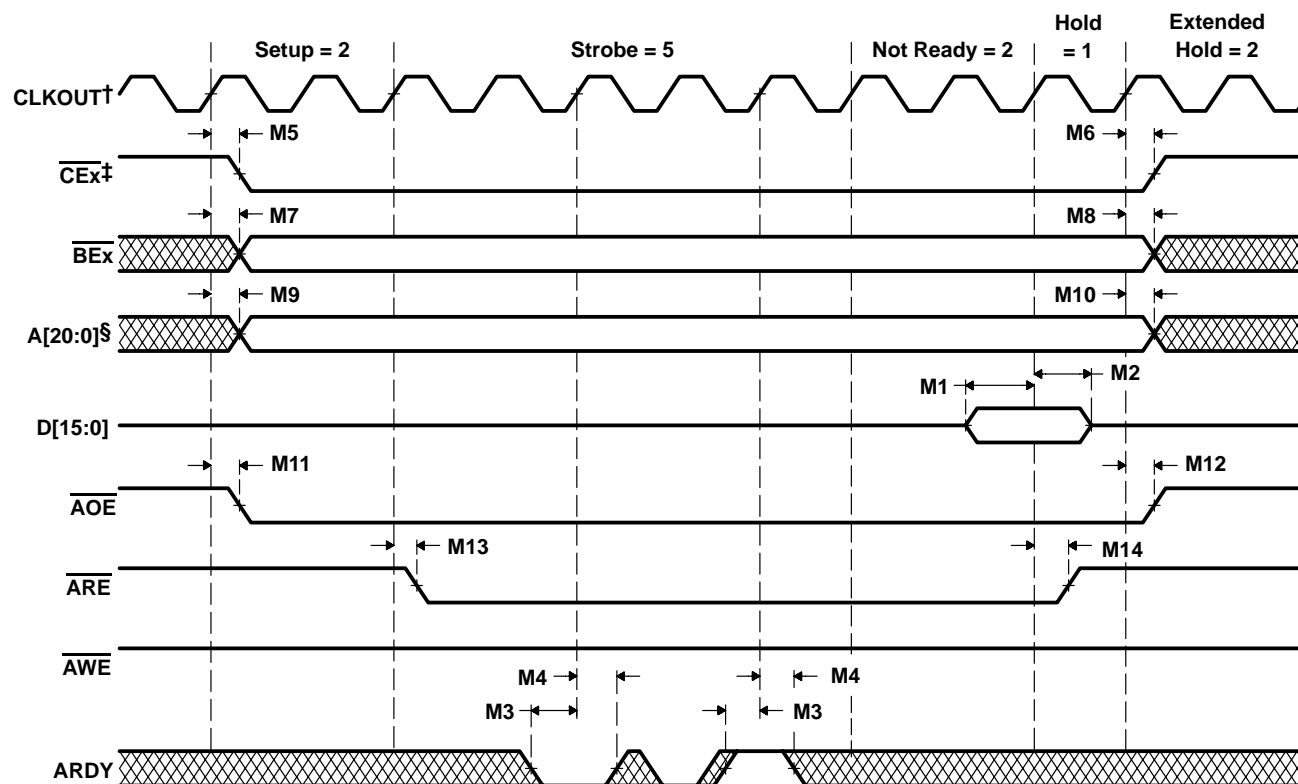 Setup = 2
Strobe = 5
Not Ready = 2
Hold
= 1
Extended
Hold = 2
CLKOUT†
M5
M6
CEx‡
M7
M8
BEx
M9
M10
A[20:0]§
M1
M2
D[15:0]
M11
M12
AOE
M13
M14
ARE
AWE
M4
M4
M3
M3
ARDY